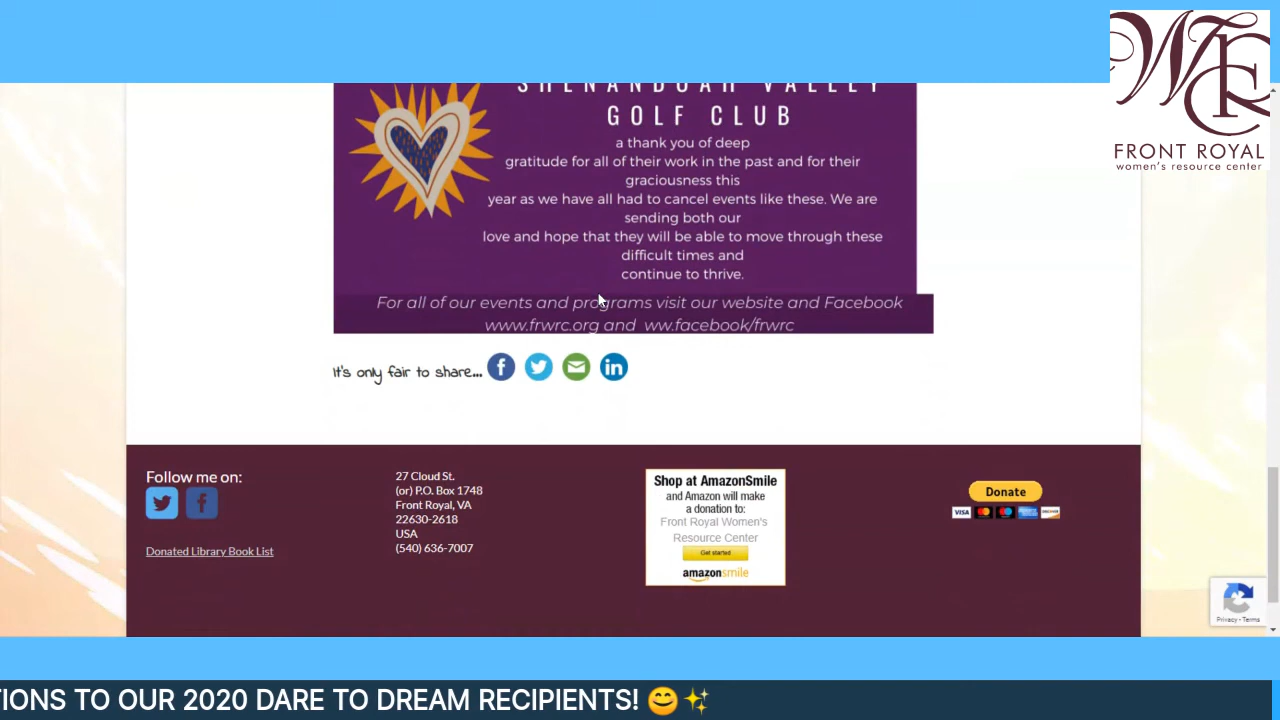 SHENANDOAH VALLEY
GOLF CLUB
a thank you of deep
gratitude for all of their work in the past and for their
graciousness this
year as we have all had to cancel events like these. We are
sending both our
love and hope that they will be able to move through these
difficult times and
continue to thrive.
For all of our events and programs visit our website and Facebook
www.frwrc.org and ww.facebook/frwrc
It's only fair to share...
Follow me on:
Donated Library Book List
27 Cloud St.
(or) P.O. Box 1748
Front Royal, VA
22630-2618
USA
(540) 636-7007
Shop at AmazonSmile
and Amazon will make
a donation to:
Front Royal Women's
Resource Center
Get started
amazonsmile
Donate
VISA
DISCOVER
Privacy - Terms
WRC
FRONT ROYAL
women's resource center
TIONS TO OUR 2020 DARE TO DREAM RECIPIENTS! 😊✨